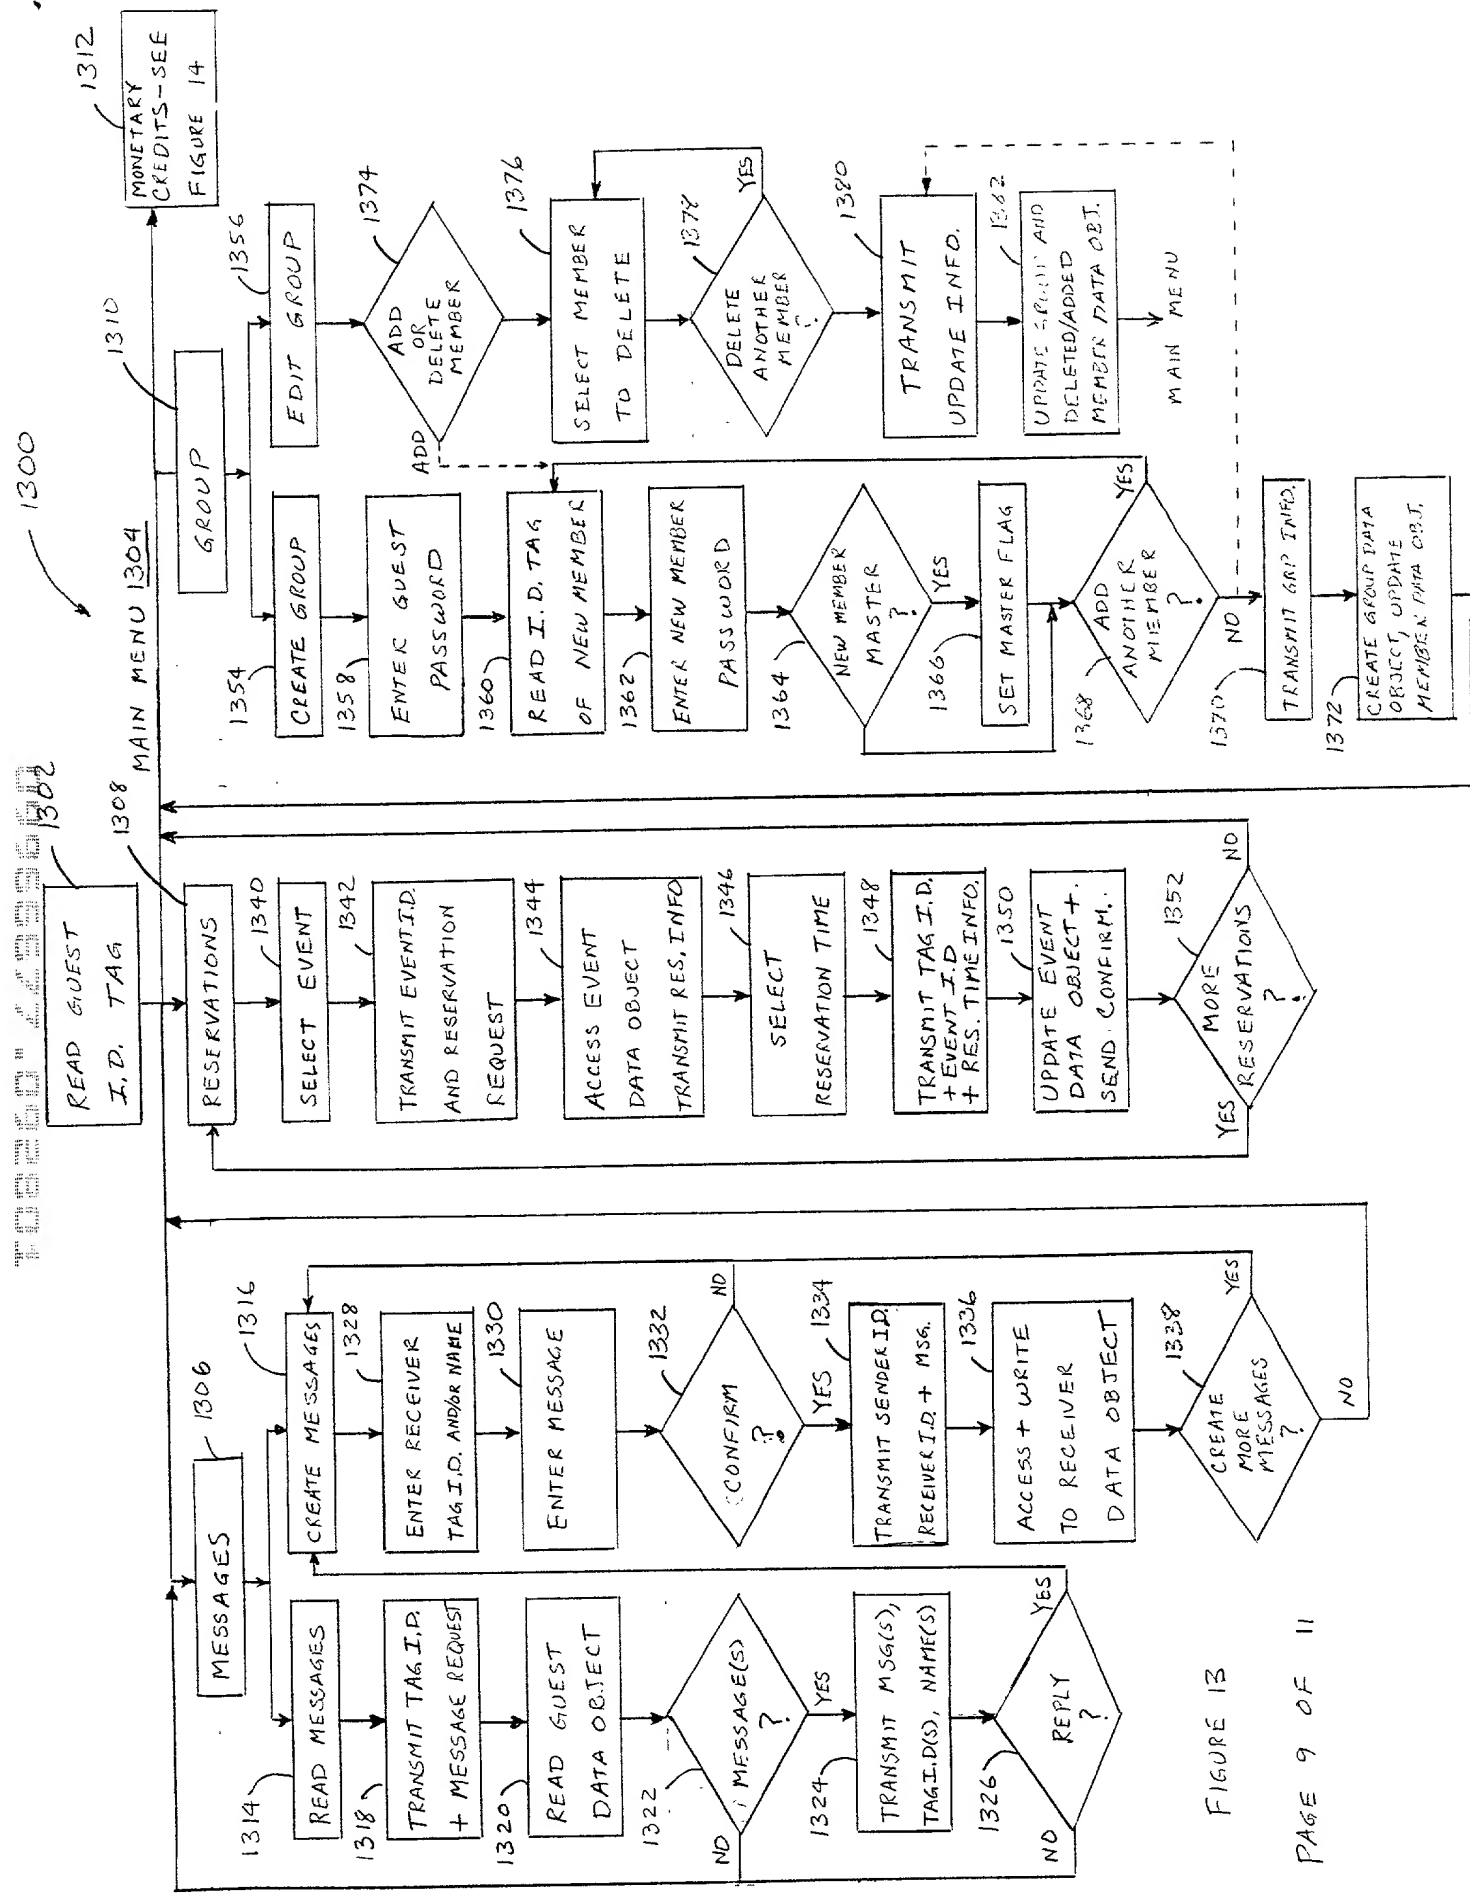 1300
READ GUEST
I.D. TAG
1302
MAIN MENU 1304
MESSAGES
1306
RESERVATIONS
1308
GROUP
1310
MONETARY
CREDITS-SEE
FIGURE 14
1312
1314
READ MESSAGES
1318
TRANSMIT TAG I.D.
+ MESSAGE REQUEST
1320
READ GUEST
DATA OBJECT
1322
MESSAGE(S)
?
NO
YES
1324
TRANSMIT MSG(S),
TAG I.D(S), NAME(S)
1326
REPLY
?
NO
YES
1316
CREATE MESSAGES
1328
ENTER RECEIVER
TAG I.D. AND/OR NAME
1330
ENTER MESSAGE
1332
CONFIRM
?
NO
YES
1334
TRANSMIT SENDER I.D.
RECEIVER I.D. + MSG.
1336
ACCESS + WRITE
TO RECEIVER
DATA OBJECT
1338
CREATE
MORE
MESSAGES
?
YES
NO
1340
SELECT EVENT
1342
TRANSMIT EVENT I.D.
AND RESERVATION
REQUEST
1344
ACCESS EVENT
DATA OBJECT
TRANSMIT RES. INFO
1346
SELECT
RESERVATION TIME
1348
TRANSMIT TAG I.D.
+ EVENT I.D
+ RES. TIME INFO.
1350
UPDATE EVENT
DATA OBJECT +.
SEND CONFIRM.
1352
MORE
RESERVATIONS
?
YES
NO
1354
CREATE GROUP
1358
ENTER GUEST
PASSWORD
1360
READ I.D. TAG
OF NEW MEMBER
1362
ENTER NEW MEMBER
PASSWORD
1364
NEW MEMBER
MASTER
?
YES
1366
SET MASTER FLAG
1368
ADD
ANOTHER
MEMBER
?
YES
NO
1370
TRANSMIT GRP INFO.
1372
CREATE GROUP DATA
OBJECT, UPDATE
MEMBER DATA OBJ.
1356
EDIT GROUP
1374
ADD
OR
DELETE
MEMBER
ADD
1376
SELECT MEMBER
TO DELETE
1378
DELETE
ANOTHER
MEMBER
?
YES
1380
TRANSMIT
UPDATE INFO.
UPDATE GROUP AND
DELETED/ADDED
MEMBER DATA OBJ.
MAIN MENU
FIGURE 13
PAGE 9 OF 11